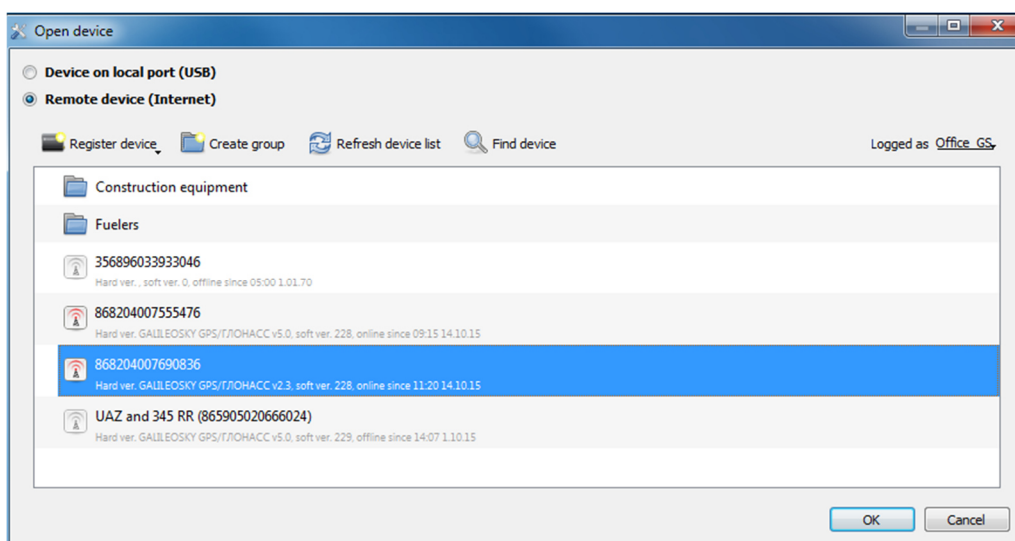 Open device
Device on local port (USB)
Remote device (Internet)
Register device Create group Refresh device list Find device Logged as Office_GS
Construction equipment
Fuelers
356896033933046
Hard ver. , soft ver. 0, offline since 05:00 1.01.70
868204007555476
Hard ver. GALILEOSKY GPS/ГЛОНАСС v5.0, soft ver. 228, online since 09:15 14.10.15
868204007690836
Hard ver. GALILEOSKY GPS/ГЛОНАСС v2.3, soft ver. 228, online since 11:20 14.10.15
UAZ and 345 RR (865905020666024)
Hard ver. GALILEOSKY GPS/ГЛОНАСС v5.0, soft ver. 229, offline since 14:07 1.10.15
OK Cancel